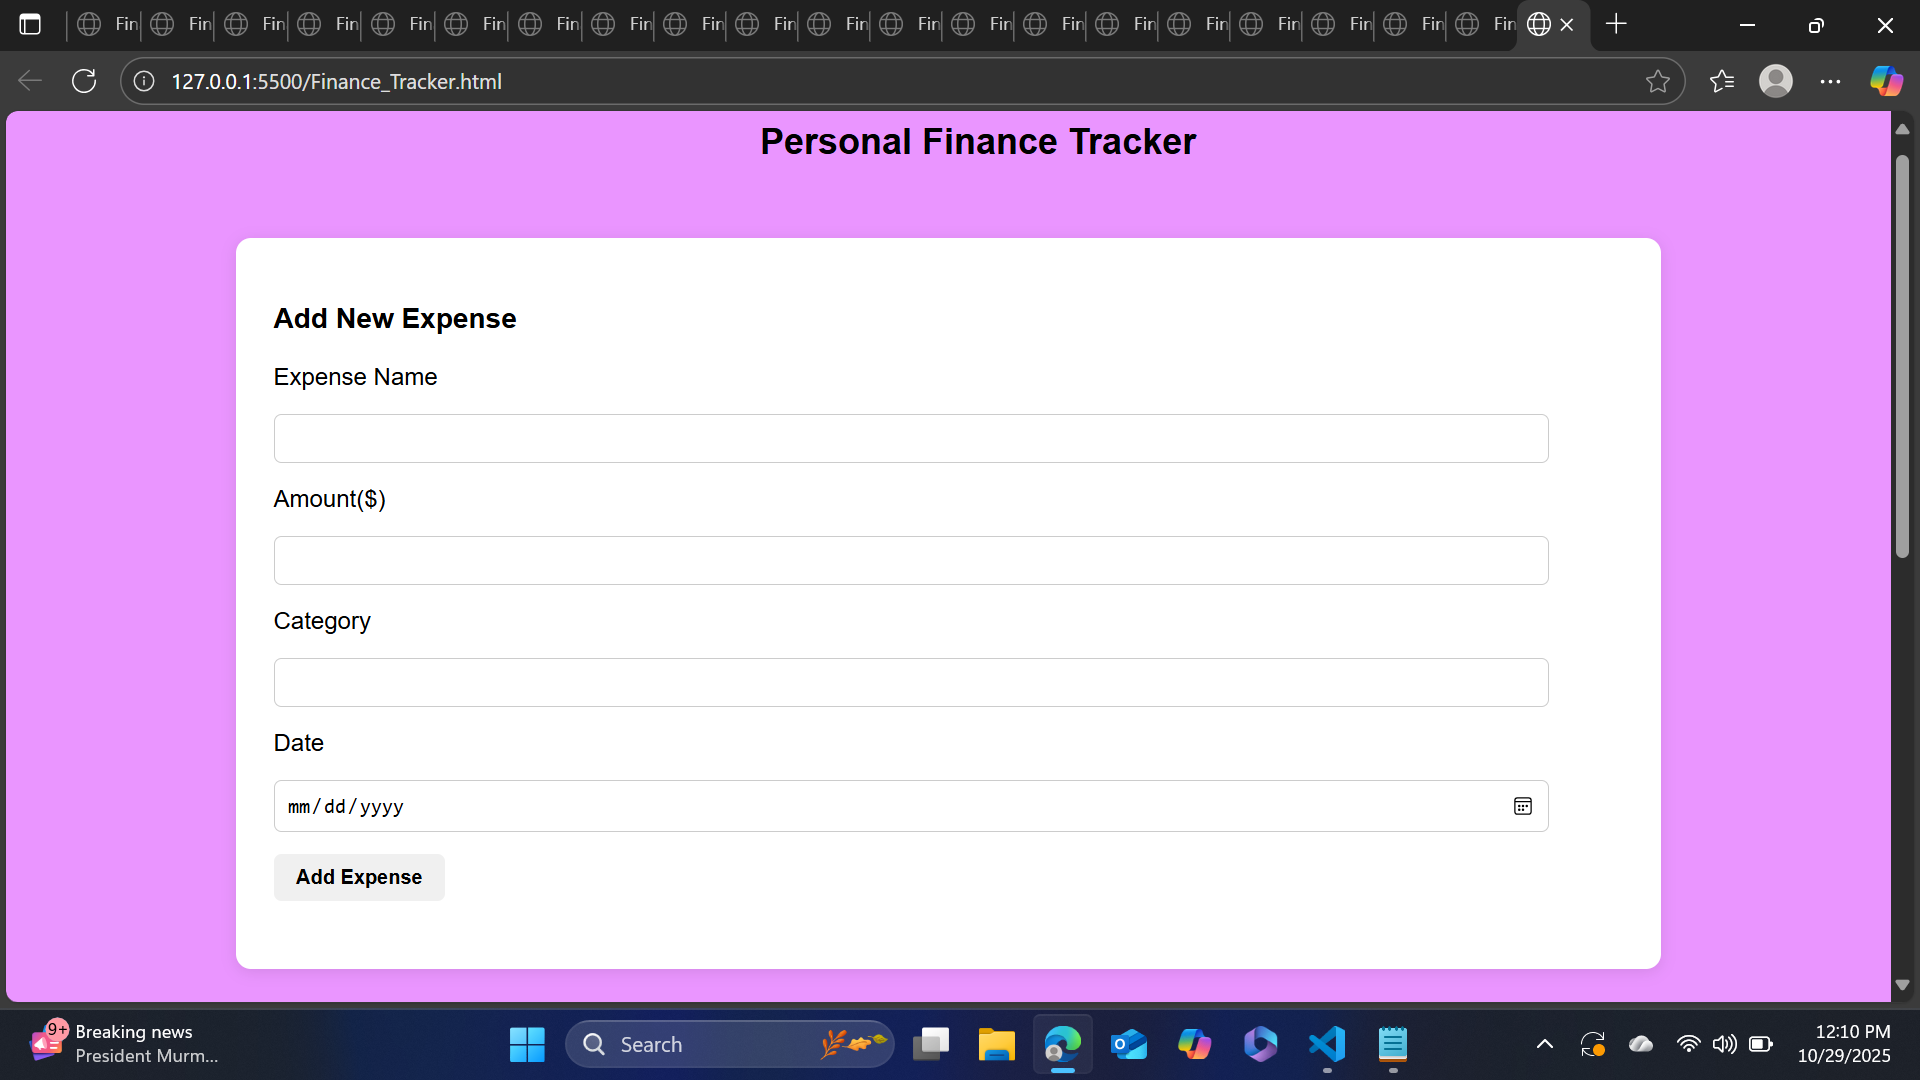 Fin Fin Fin Fin Fin Fin Fin Fin Fin Fin Fin Fin Fin Fin Fin Fin Fin Fin Fin Fin
127.0.0.1:5500/Finance_Tracker.html
Personal Finance Tracker
Add New Expense
Expense Name
Amount($)
Category
Date
mm/dd/yyyy
Add Expense
9+
Breaking news
President Murm...
Search
12:10 PM
10/29/2025